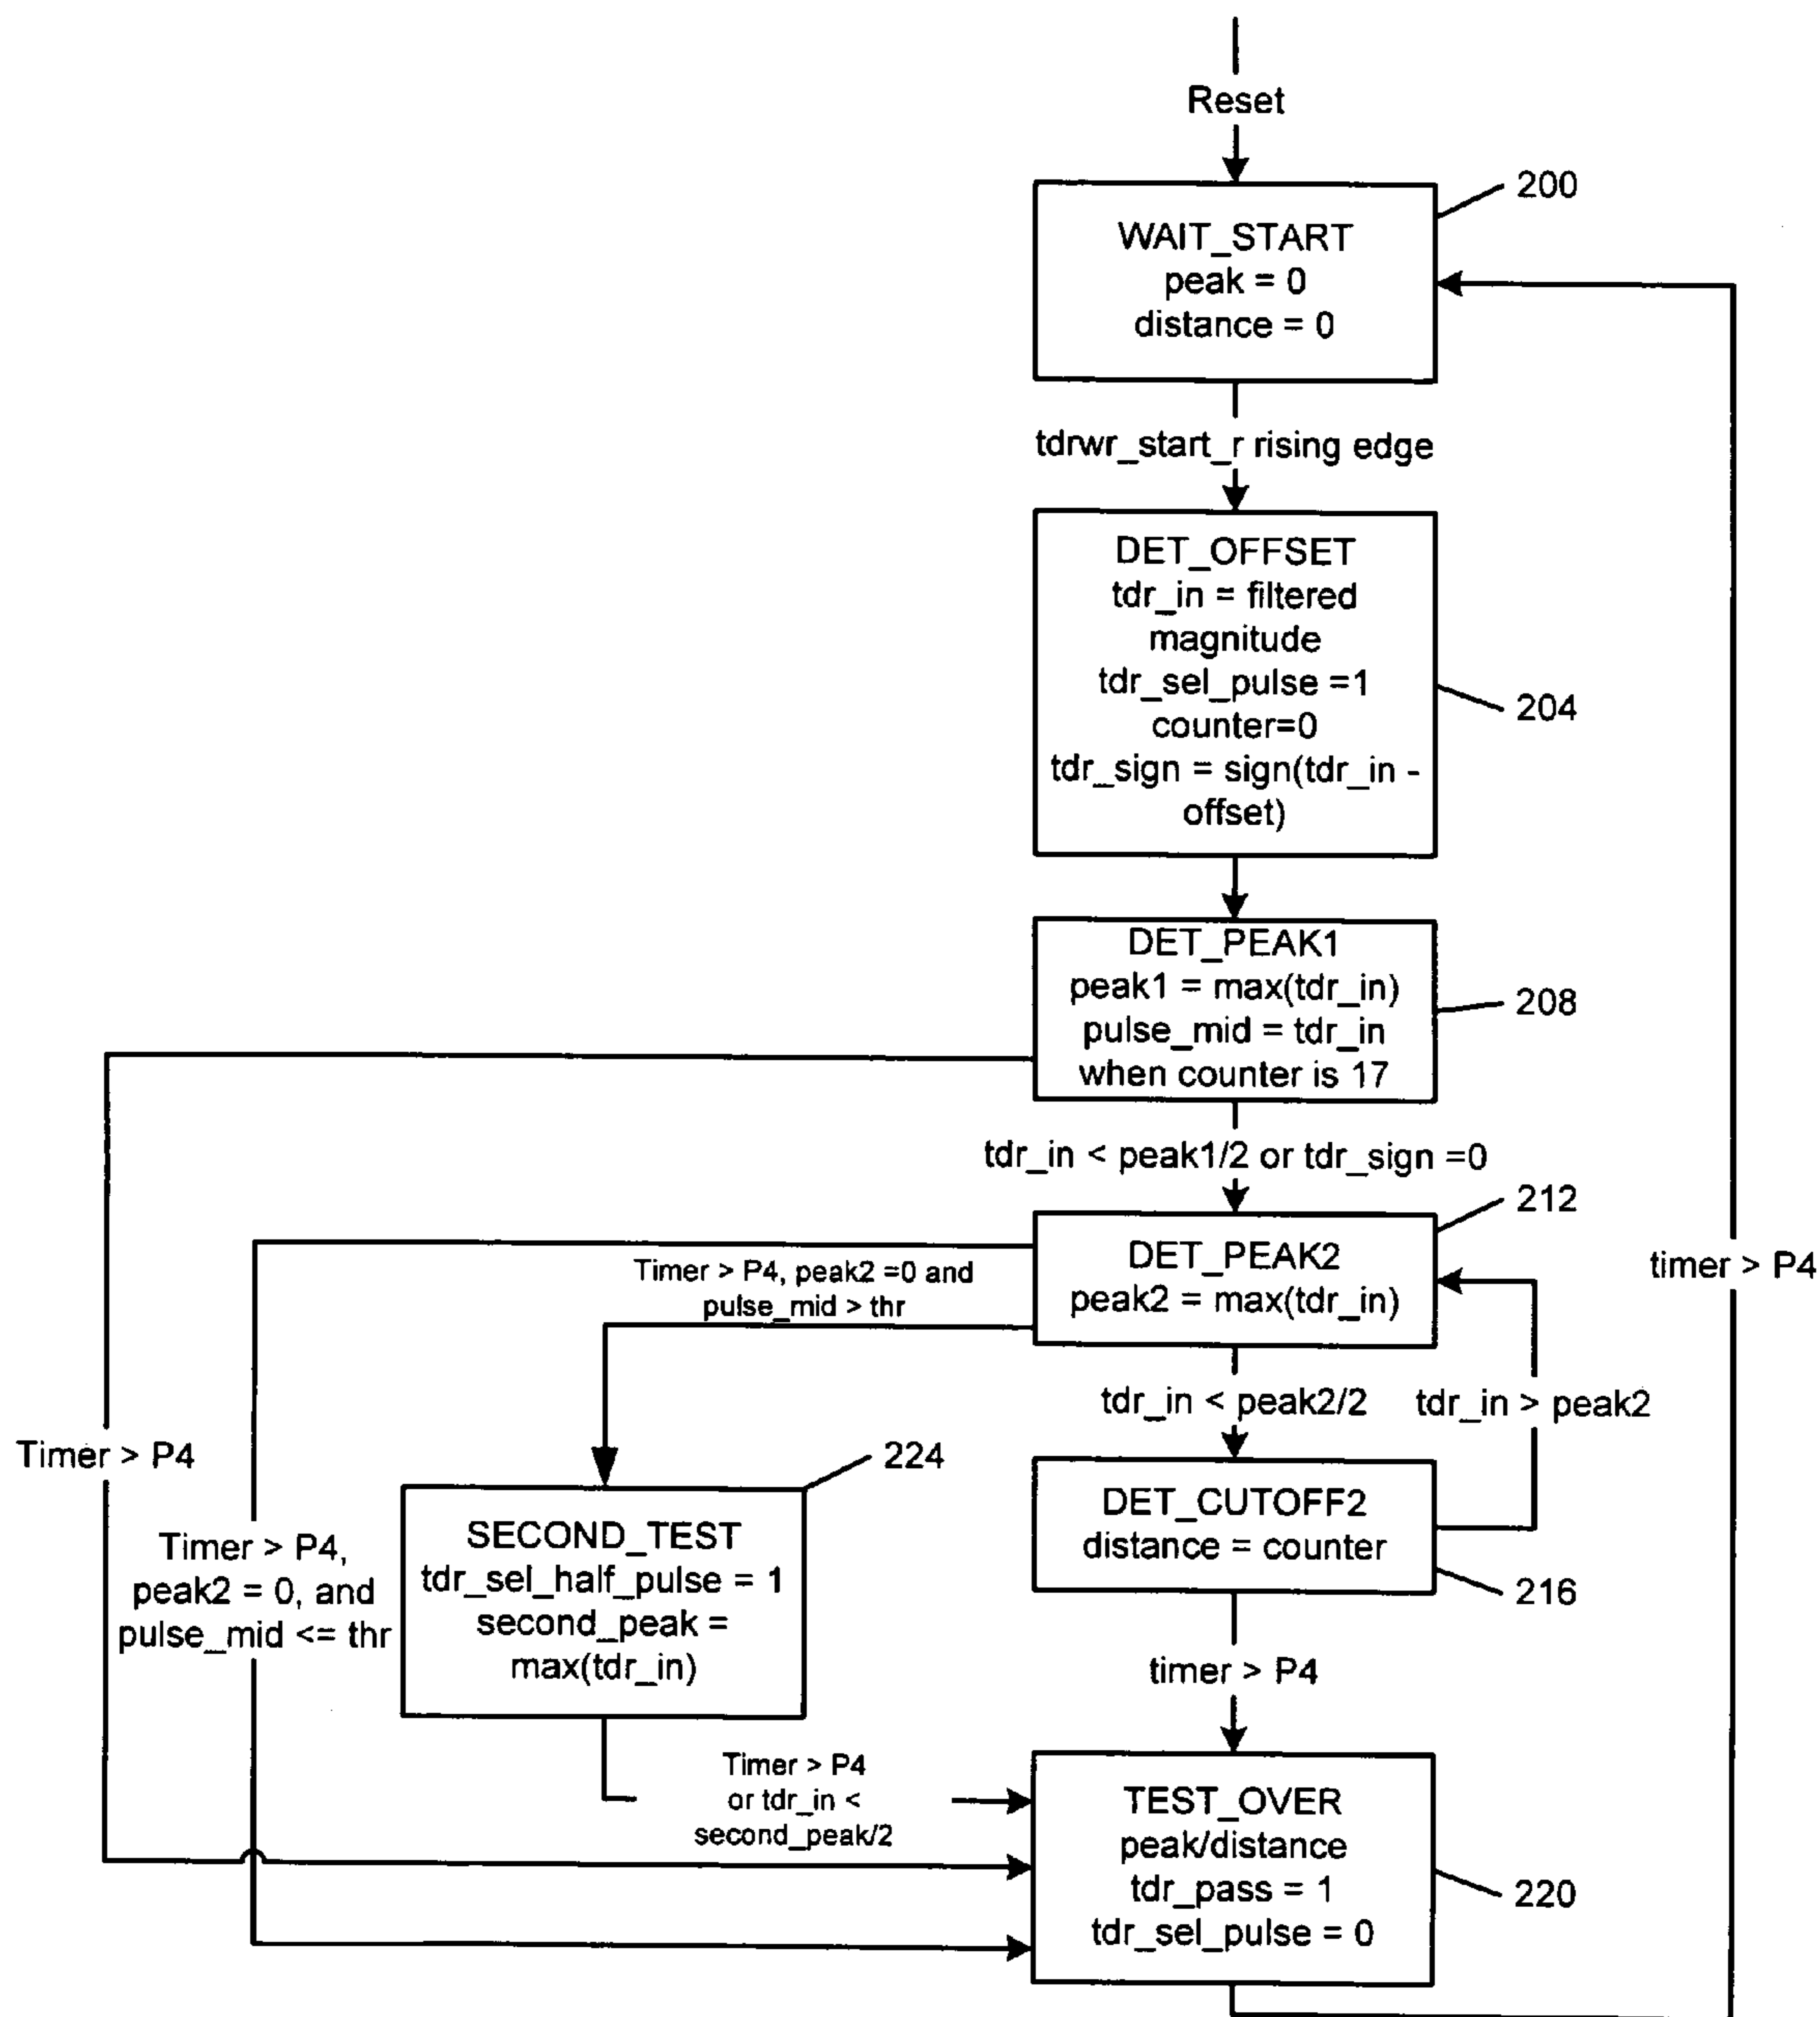 Reset
200
WAIT_START
peak = 0
distance = 0
tdrwr_start_r rising edge
DET_OFFSET
tdr_in = filtered
magnitude
tdr_sel_pulse =1
counter=0
tdr_sign = sign(tdr_in -
offset)
204
DET_PEAK1
peak1 = max(tdr_in)
pulse_mid = tdr_in
when counter is 17
208
tdr_in < peak1/2 or tdr_sign =0
212
DET_PEAK2
peak2 = max(tdr_in)
timer > P4
Timer > P4, peak2 =0 and
pulse_mid > thr
tdr_in < peak2/2
tdr_in > peak2
Timer > P4
224
DET_CUTOFF2
distance = counter
216
SECOND_TEST
tdr_sel_half_pulse = 1
second_peak =
max(tdr_in)
Timer > P4,
peak2 = 0, and
pulse_mid <= thr
timer > P4
Timer > P4
or tdr_in <
second_peak/2
TEST_OVER
peak/distance
tdr_pass = 1
tdr_sel_pulse = 0
220